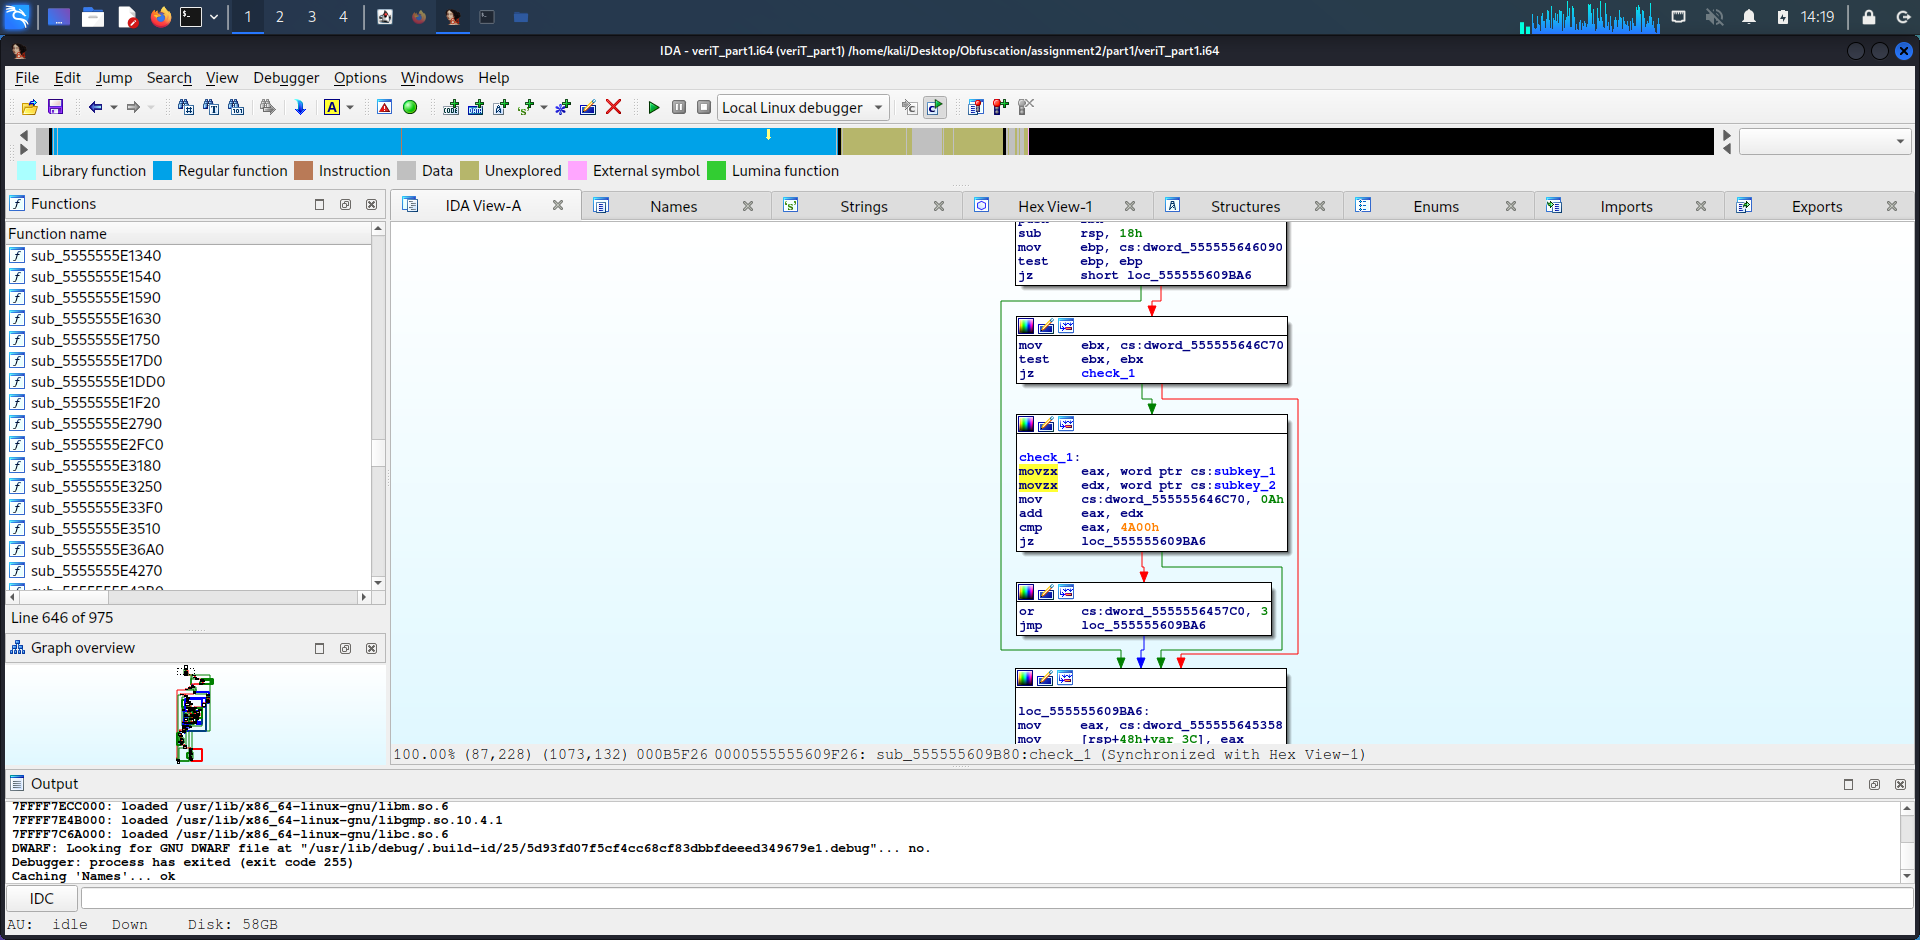 1 2 3 4 14:19
IDA - veriT_part1.i64 (veriT_part1) /home/kali/Desktop/Obfuscation/assignment2/part1/veriT_part1.i64
File Edit Jump Search View Debugger Options Windows Help
Local Linux debugger
Library function Regular function Instruction Data Unexplored External symbol Lumina function
Functions
IDA View-A Names Strings Hex View-1 Structures Enums Imports Exports
Function name
sub_5555555E1340
sub_5555555E1540
sub_5555555E1590
sub_5555555E1630
sub_5555555E1750
sub_5555555E17D0
sub_5555555E1DD0
sub_5555555E1F20
sub_5555555E2790
sub_5555555E2FC0
sub_5555555E3180
sub_5555555E3250
sub_5555555E33F0
sub_5555555E3510
sub_5555555E36A0
sub_5555555E4270
Line 646 of 975
Graph overview
sub rsp, 18h
mov ebp, cs:dword_555555646090
test ebp, ebp
jz short loc_555555609BA6
mov ebx, cs:dword_555555646C70
test ebx, ebx
jz check_1
check_1:
movzx eax, word ptr cs:subkey_1
movzx edx, word ptr cs:subkey_2
mov cs:dword_555555646C70, 0Ah
add eax, edx
cmp eax, 4A00h
jz loc_555555609BA6
or cs:dword_5555556457C0, 3
jmp loc_555555609BA6
loc_555555609BA6:
mov eax, cs:dword_555555645358
mov [rsp+48h+var_3C], eax
100.00% (87,228) (1073,132) 000B5F26 0000555555609F26: sub_555555609B80:check_1 (Synchronized with Hex View-1)
Output
7FFFF7ECC000: loaded /usr/lib/x86_64-linux-gnu/libm.so.6
7FFFF7E4B000: loaded /usr/lib/x86_64-linux-gnu/libgmp.so.10.4.1
7FFFF7C6A000: loaded /usr/lib/x86_64-linux-gnu/libc.so.6
DWARF: Looking for GNU DWARF file at "/usr/lib/debug/.build-id/25/5d93fd07f5cf4cc68cf83dbbfdeeed349679e1.debug"... no.
Debugger: process has exited (exit code 255)
Caching 'Names'... ok
IDC
AU: idle Down Disk: 58GB